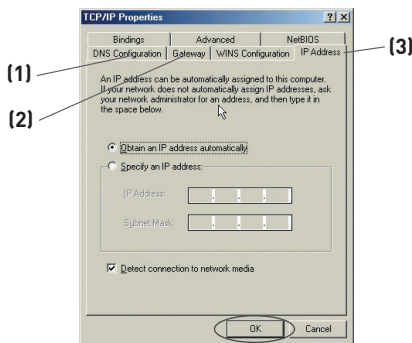 TCP/IP Properties ? ×
Bindings Advanced NetBIOS
DNS Configuration Gateway WINS Configuration IP Address
(1)
(2)
(3)
An IP address can be automatically assigned to this computer.
If your network does not automatically assign IP addresses, ask
your network administrator for an address, and then type it in
the space below.
Obtain an IP address automatically
Specify an IP address:
IP Address:
Subnet Mask:
Detect connection to network media
OK Cancel